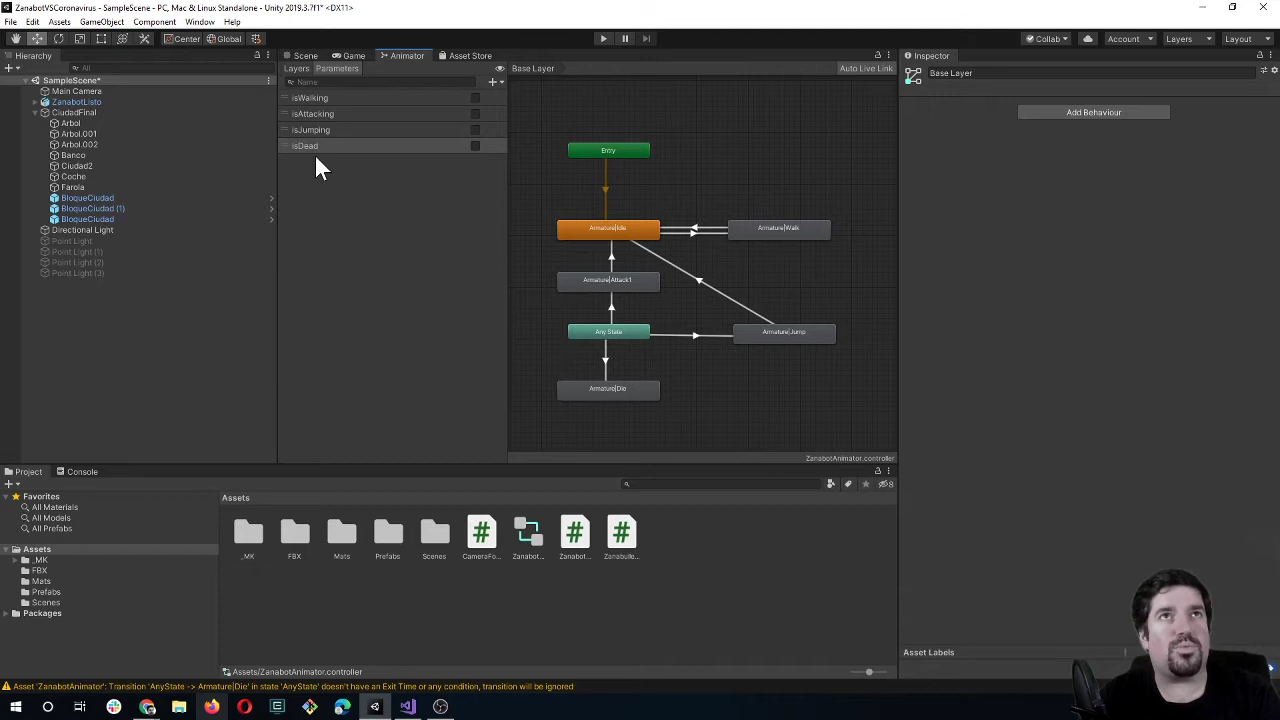 ZanabotVSCoronavirus - SampleScene - PC, Mac & Linux Standalone - Unity 2019.3.7f1* <DX11>
File Edit Assets GameObject Component Window Help
Center Global Collab Account Layers Layout
Hierarchy Scene Game Animator Asset Store Inspector
All
Layers Parameters Base Layer Auto Live Link
Base Layer
Name
SampleScene*
Main Camera
ZanabotListo
CiudadFinal
Arbol
Arbol.001
Arbol.002
Banco
Ciudad2
Coche
Farola
BloqueCiudad
BloqueCiudad (1)
BloqueCiudad
Directional Light
Point Light
Point Light (1)
Point Light (2)
Point Light (3)
isWalking
isAttacking
isJumping
isDead
Entry
Armature|Idle
Armature|Walk
Armature|Attack1
Any State
Armature|Jump
Armature|Die
ZanabotAnimator.controller
Add Behaviour
Project Console
8
Favorites
All Materials
All Models
All Prefabs
Assets
_MK
FBX
Mats
Prefabs
Scenes
Packages
Assets
_MK FBX Mats Prefabs Scenes CameraFo... Zanabot... Zanabot... Zanabulle...
Assets/ZanabotAnimator.controller
Asset Labels
Asset 'ZanabotAnimator': Transition 'AnyState -> Armature|Die' in state 'AnyState' doesn't have an Exit Time or any condition, transition will be ignored